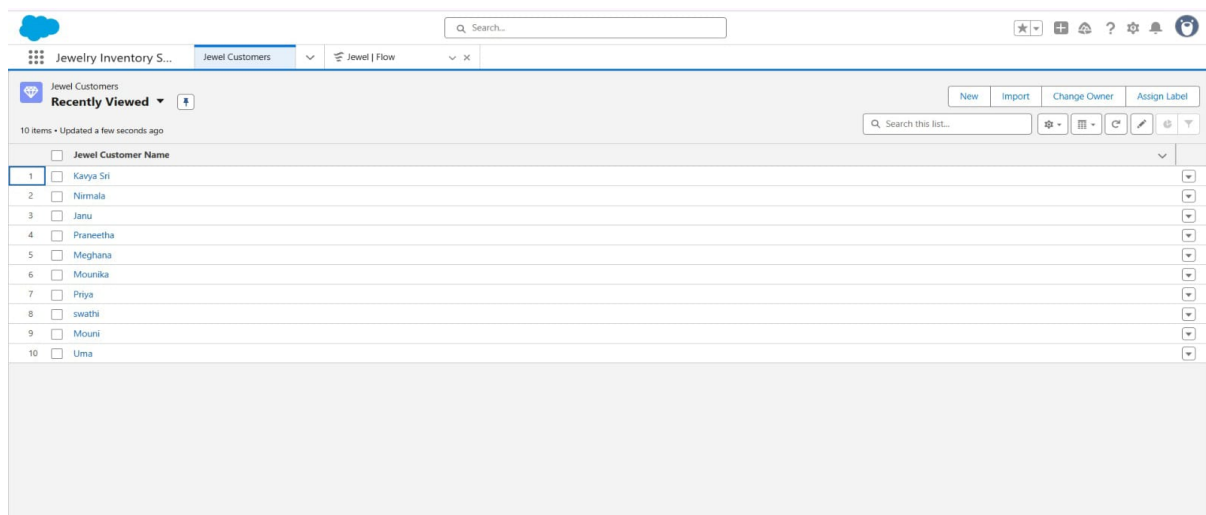 Search...
Jewelry Inventory S...
Jewel Customers
Jewel | Flow
Jewel Customers
Recently Viewed
New
Import
Change Owner
Assign Label
10 items • Updated a few seconds ago
Search this list...
Jewel Customer Name
1 Kavya Sri
2 Nirmala
3 Janu
4 Praneetha
5 Meghana
6 Mounika
7 Priya
8 swathi
9 Mouni
10 Uma